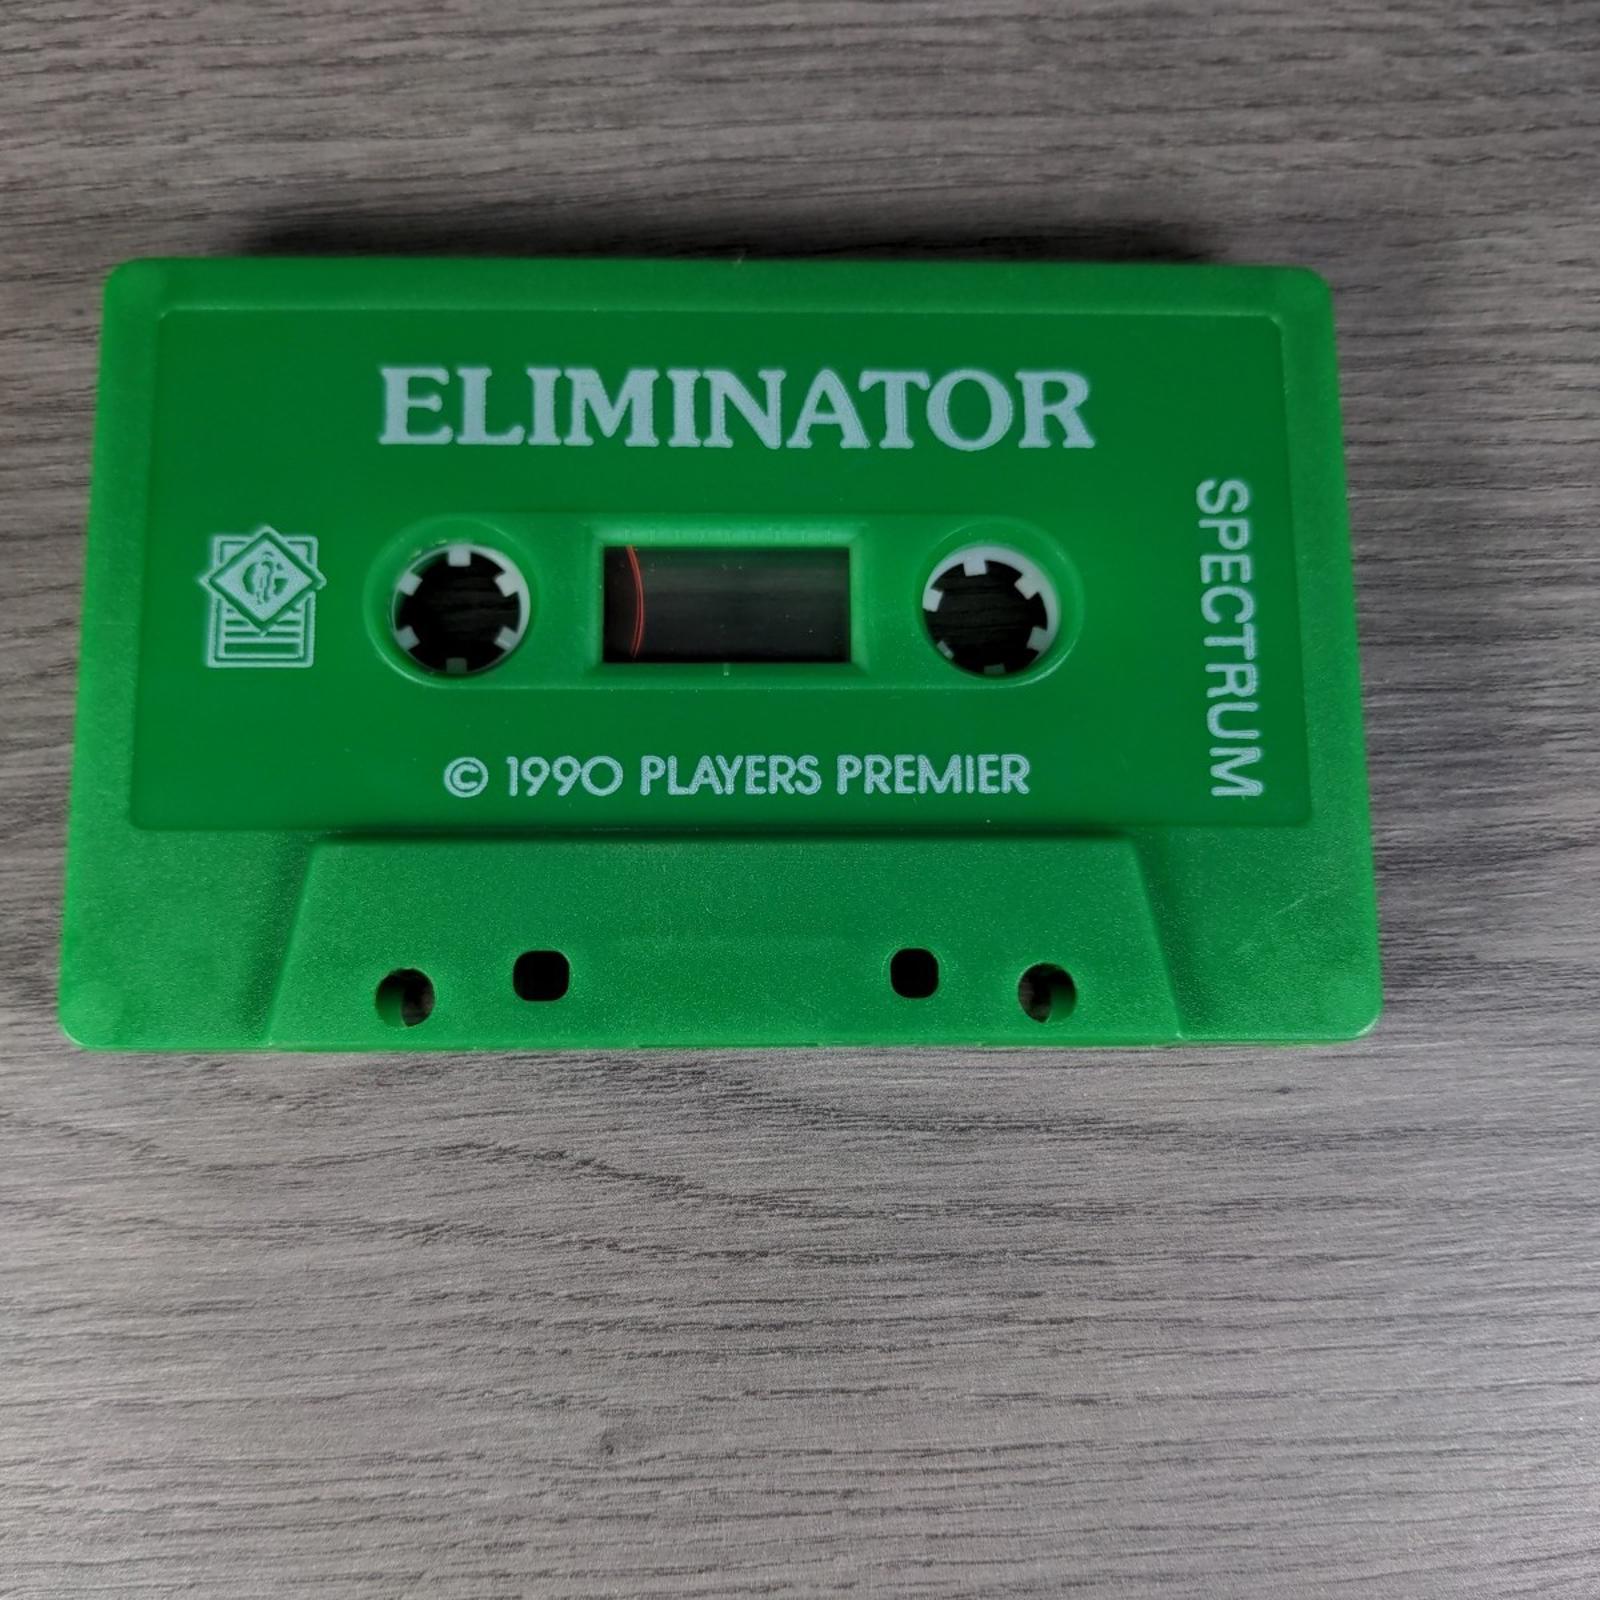 ELIMINATOR
SPECTRUM
© 1990 PLAYERS PREMIER